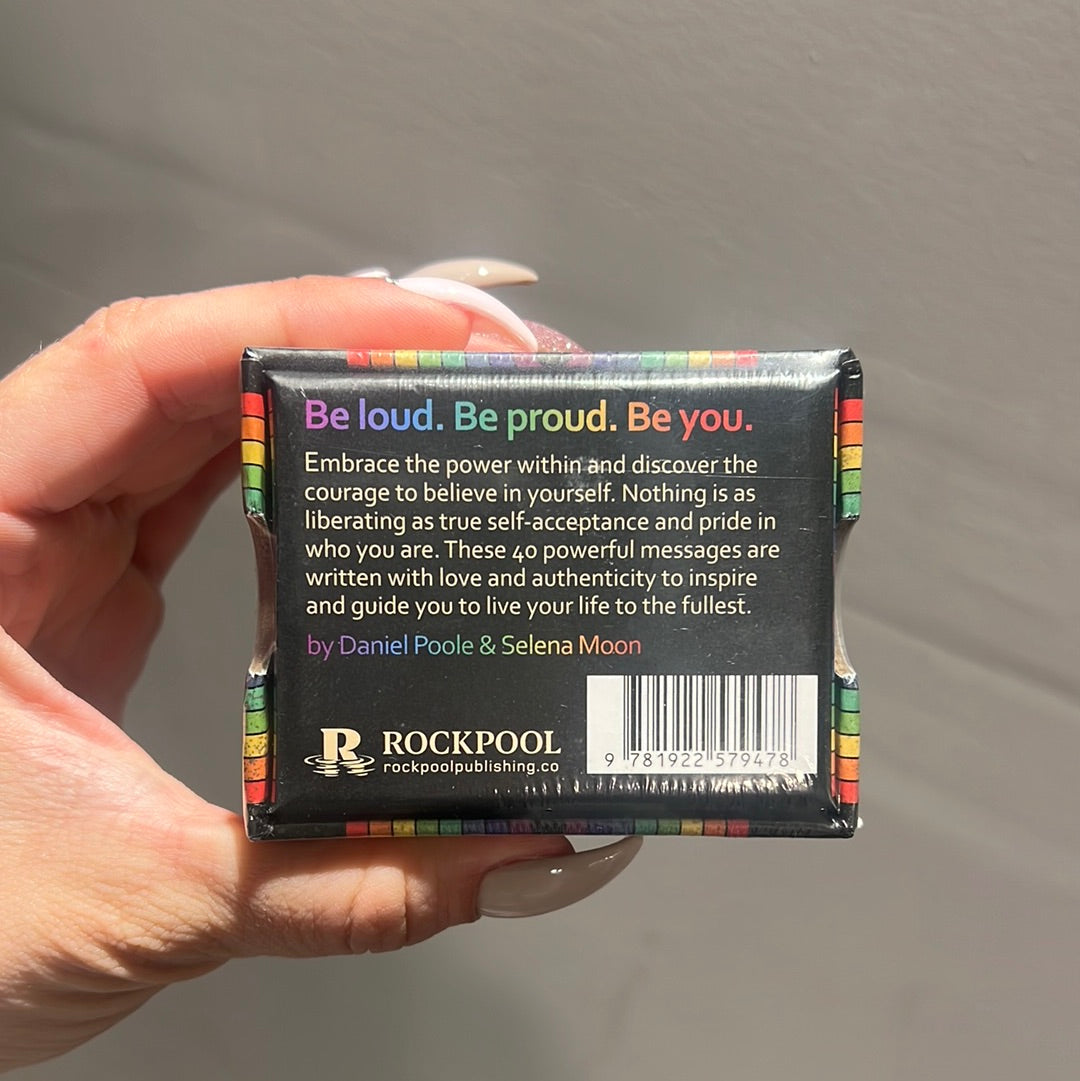 Be loud. Be proud. Be you.
Embrace the power within and discover the
courage to believe in yourself. Nothing is as
liberating as true self-acceptance and pride in
who you are. These 40 powerful messages are
written with love and authenticity to inspire
and guide you to live your life to the fullest.
by Daniel Poole & Selena Moon
R ROCKPOOL
rockpoolpublishing.co
9 781922 579478